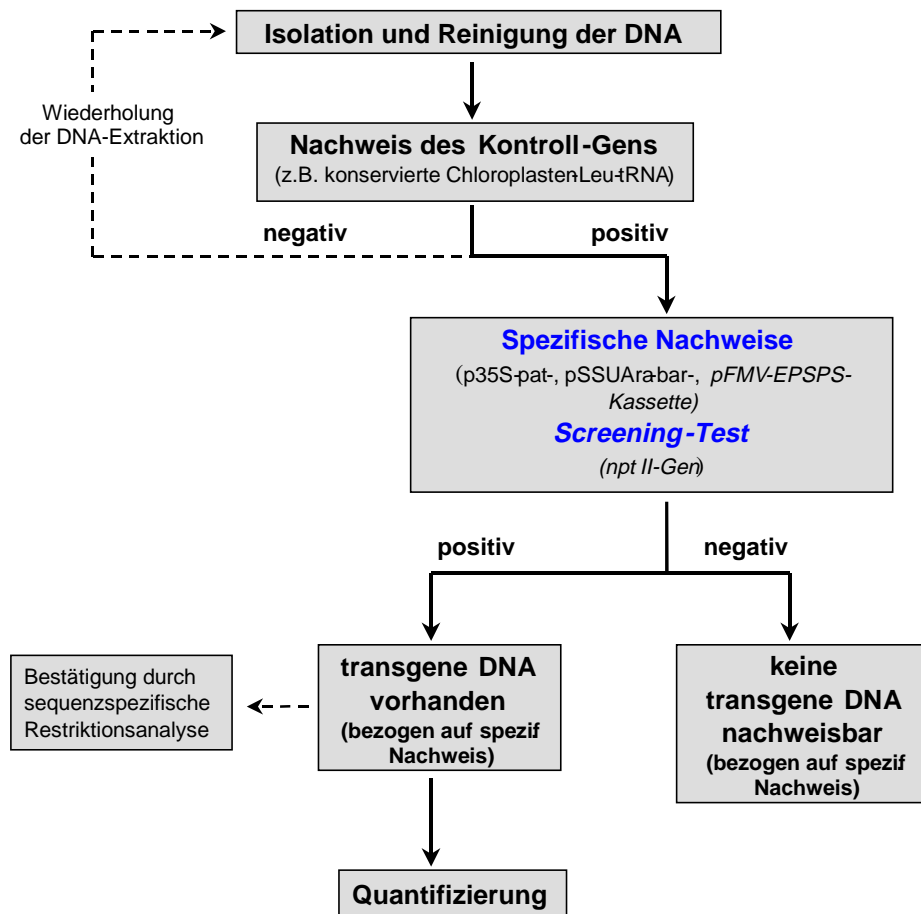 Isolation und Reinigung der DNA
Wiederholung
der DNA-Extraktion
Nachweis des Kontroll-Gens
(z.B. konservierte Chloroplasten-Leu-tRNA)
negativ
positiv
Spezifische Nachweise
(p35S-pat-, pSSUAra-bar-, pFMV-EPSPS-
Kassette)
Screening-Test
(npt II-Gen)
positiv
negativ
Bestätigung durch
sequenzspezifische
Restriktionsanalyse
transgene DNA
vorhanden
(bezogen auf spezif.
Nachweis)
keine
transgene DNA
nachweisbar
(bezogen auf spezif.
Nachweis)
Quantifizierung